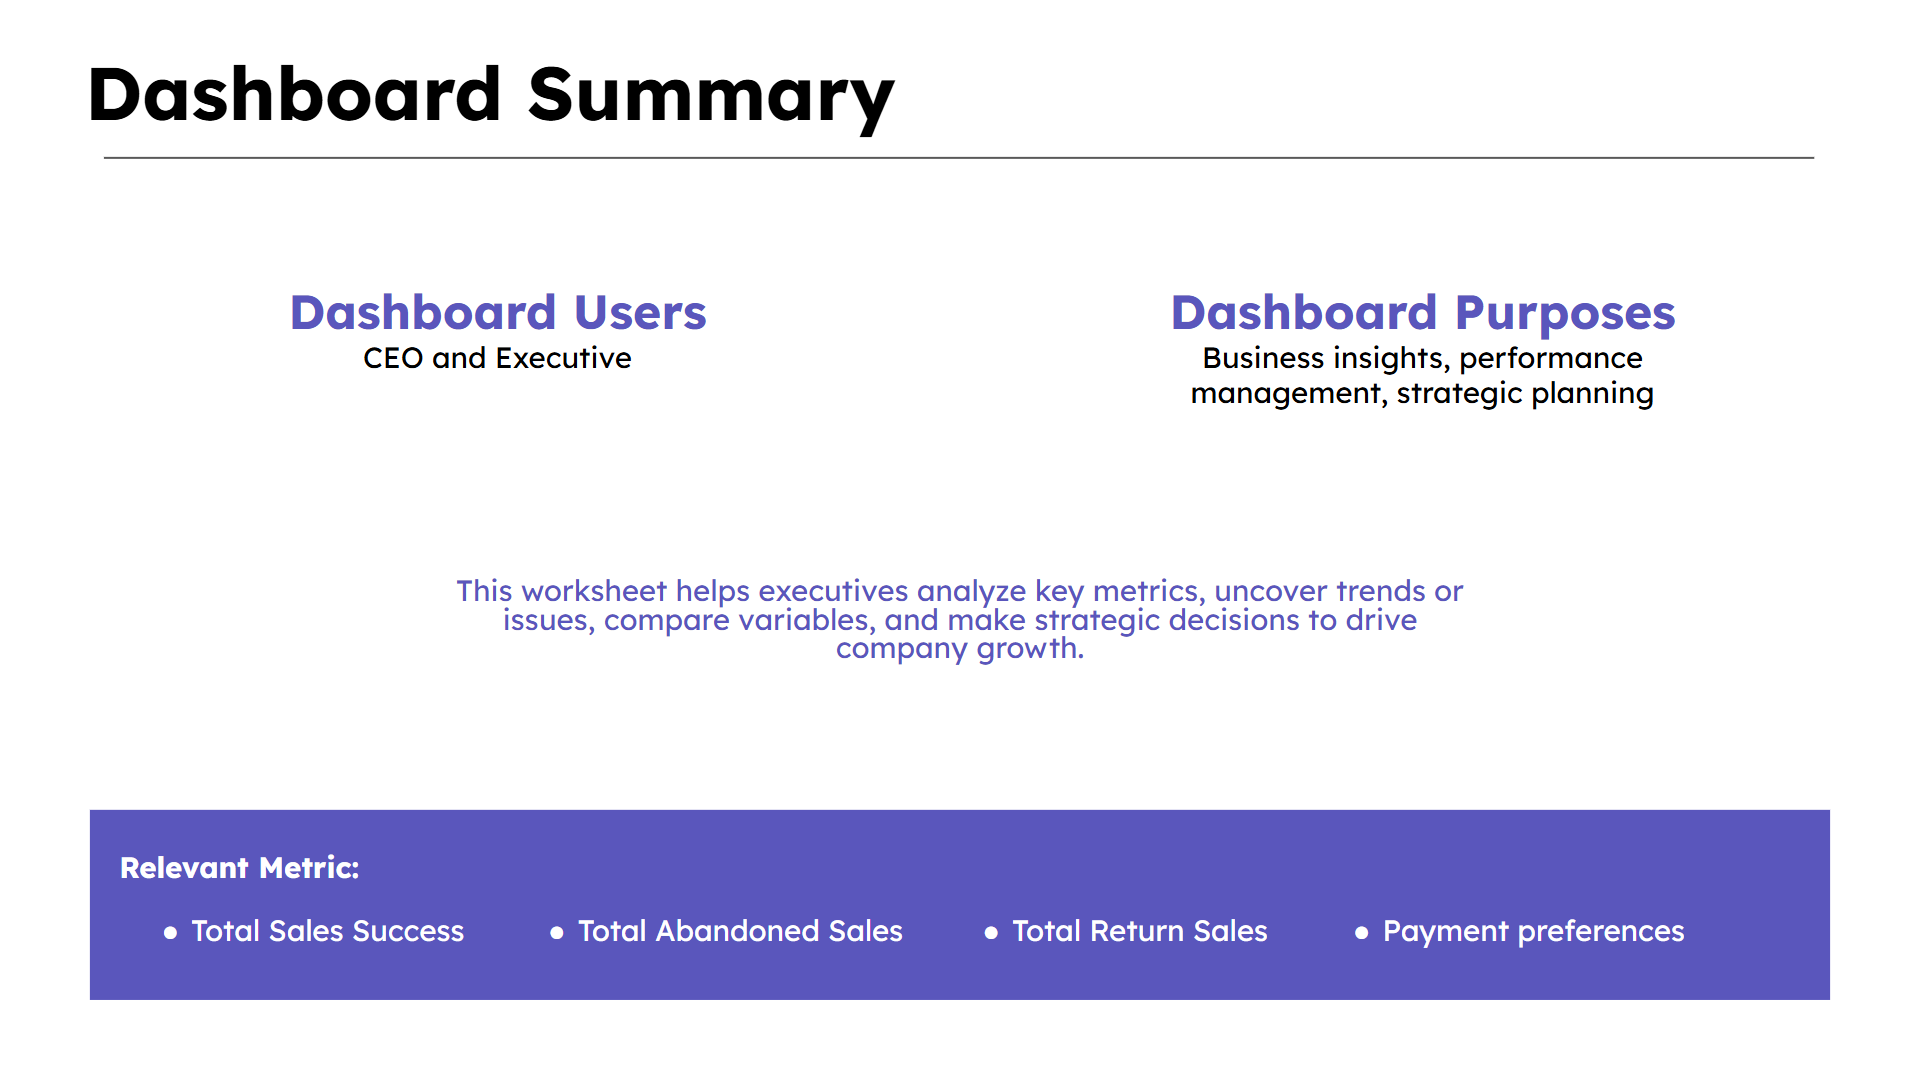 Dashboard Summary
Dashboard Users
CEO and Executive
Dashboard Purposes
Business insights, performance
management, strategic planning
This worksheet helps executives analyze key metrics, uncover trends or
issues, compare variables, and make strategic decisions to drive
company growth.
Relevant Metric:
● Total Sales Success ● Total Abandoned Sales ● Total Return Sales ● Payment preferences